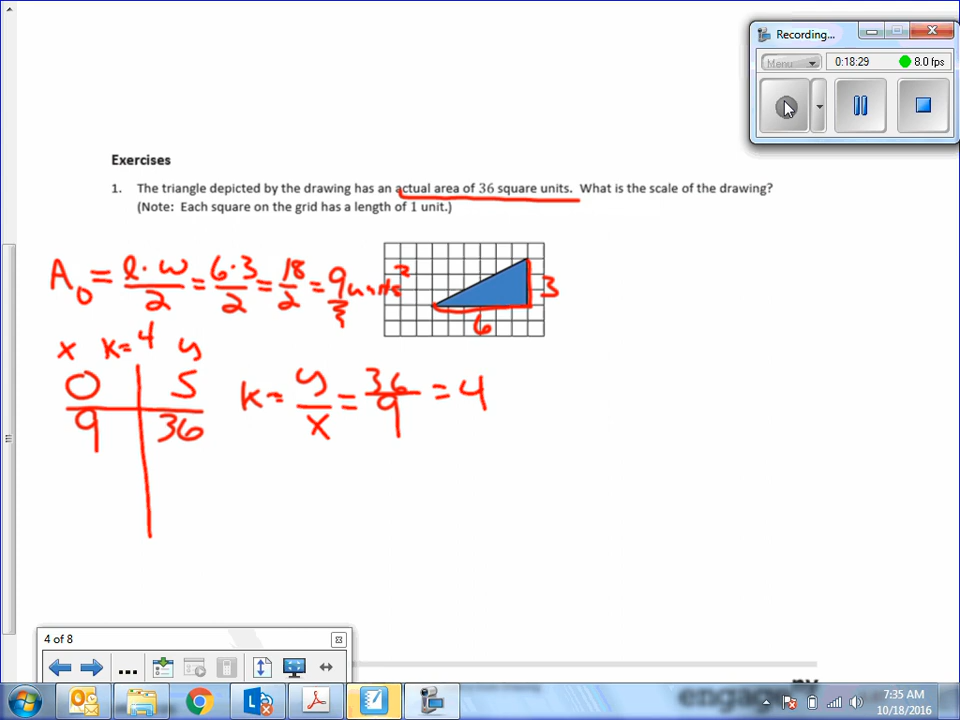 Recording...
Menu 0:18:29 8.0 fps
Exercises
1. The triangle depicted by the drawing has an actual area of 36 square units. What is the scale of the drawing?
(Note: Each square on the grid has a length of 1 unit.)
A₀ = l·w/2 = 6·3/2 = 18/2 = 9 units²
3
6
x k=4 y
O S
9 36
k = y/x = 36/9 = 4
4 of 8
engage ny
7:35 AM
10/18/2016